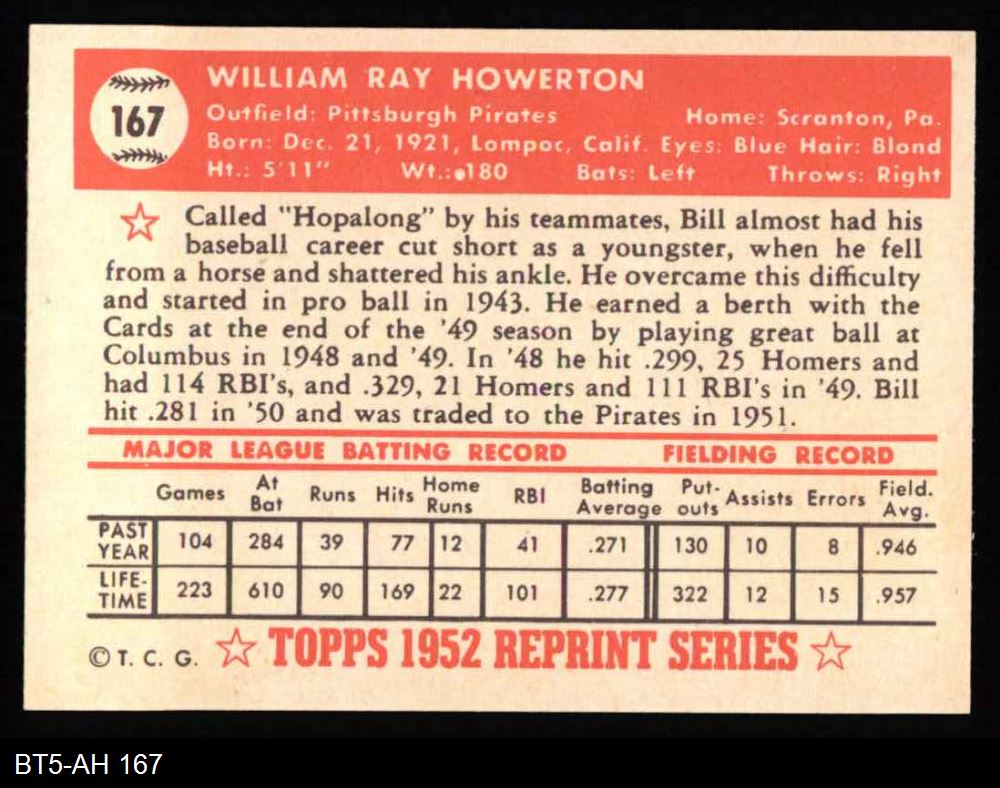 167
WILLIAM RAY HOWERTON
Outfield: Pittsburgh Pirates Home: Scranton, Pa.
Born: Dec. 21, 1921, Lompoc, Calif. Eyes: Blue Hair: Blond
Ht.: 5'11" Wt.: 180 Bats: Left Throws: Right
Called "Hopalong" by his teammates, Bill almost had his
baseball career cut short as a youngster, when he fell
from a horse and shattered his ankle. He overcame this difficulty
and started in pro ball in 1943. He earned a berth with the
Cards at the end of the '49 season by playing great ball at
Columbus in 1948 and '49. In '48 he hit .299, 25 Homers and
had 114 RBI's, and .329, 21 Homers and 111 RBI's in '49. Bill
hit .281 in '50 and was traded to the Pirates in 1951.
MAJOR LEAGUE BATTING RECORD FIELDING RECORD
Games At Bat Runs Hits Home Runs RBI Batting Average Put-outs Assists Errors Field. Avg.
PAST YEAR 104 284 39 77 12 41 .271 130 10 8 .946
LIFE-TIME 223 610 90 169 22 101 .277 322 12 15 .957
© T. C. G. TOPPS 1952 REPRINT SERIES
BT5-AH 167